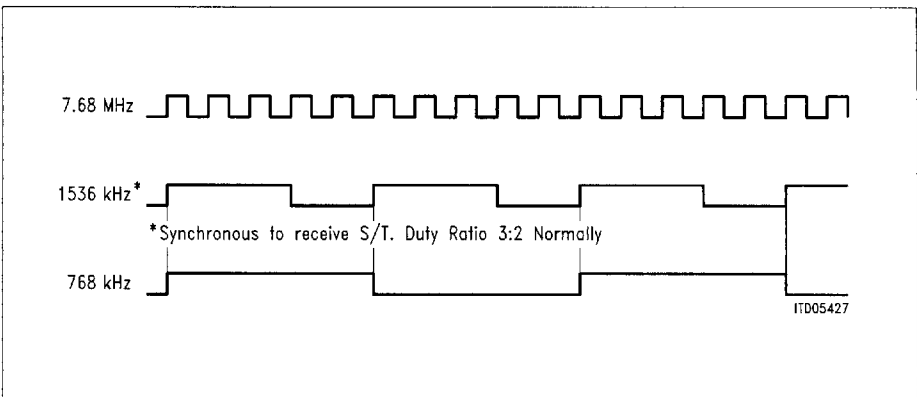 7.68 MHz
1536 kHz*
*Synchronous to receive S/T. Duty Ratio 3:2 Normally
768 kHz
ITD05427